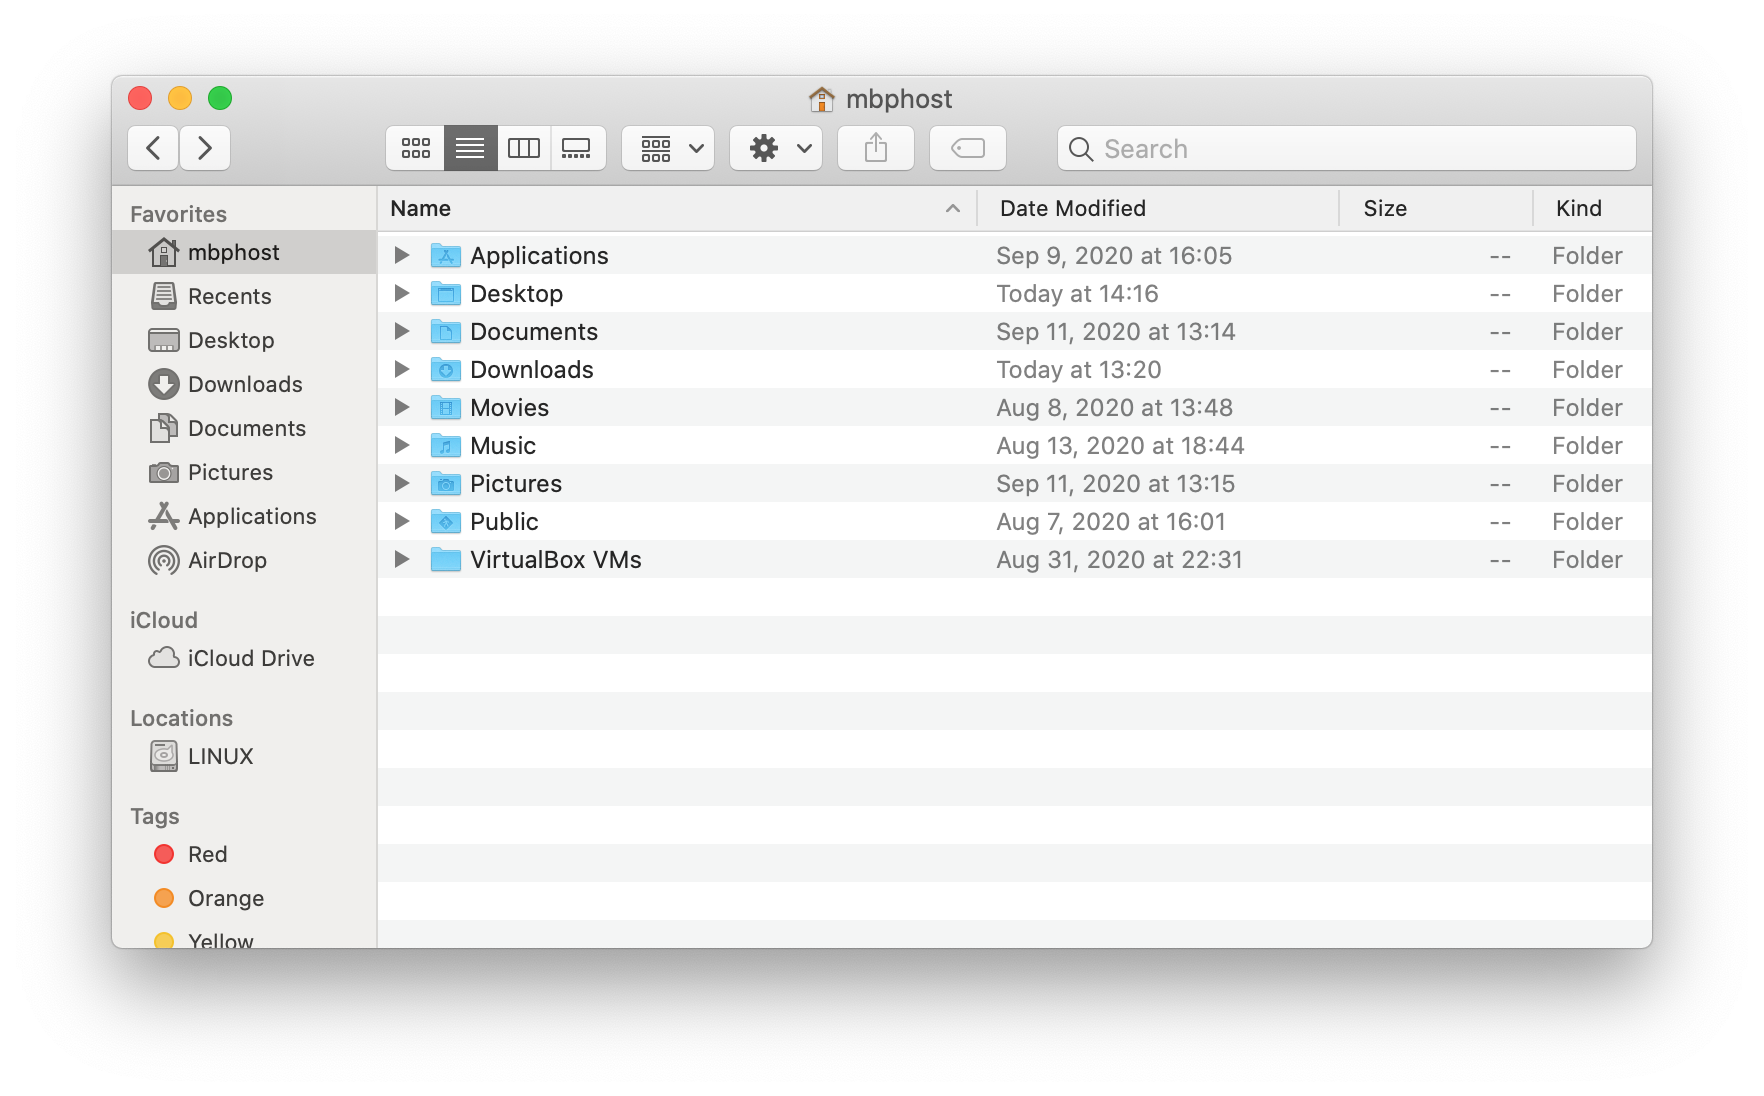 mbphost
Search
Favorites
mbphost
Recents
Desktop
Downloads
Documents
Pictures
Applications
AirDrop
iCloud
iCloud Drive
Locations
LINUX
Tags
Red
Orange
Yellow
Name Date Modified Size Kind
Applications Sep 9, 2020 at 16:05 -- Folder
Desktop Today at 14:16 -- Folder
Documents Sep 11, 2020 at 13:14 -- Folder
Downloads Today at 13:20 -- Folder
Movies Aug 8, 2020 at 13:48 -- Folder
Music Aug 13, 2020 at 18:44 -- Folder
Pictures Sep 11, 2020 at 13:15 -- Folder
Public Aug 7, 2020 at 16:01 -- Folder
VirtualBox VMs Aug 31, 2020 at 22:31 -- Folder